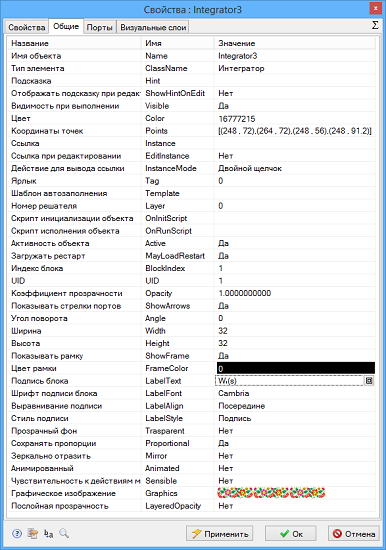 Свойства : Integrator3
x
Свойства Общие Порты Визуальные слои Σ
Название Имя Значение
Имя объекта Name Integrator3
Тип элемента ClassName Интегратор
Подсказка Hint
Отображать подсказку при редак ShowHintOnEdit Нет
Видимость при выполнении Visible Да
Цвет Color 16777215
Координаты точек Points [(248 , 72),(264 , 72),(248 , 56),(248 , 91.2)]
Ссылка Instance
Ссылка при редактировании EditInstance Нет
Действие для вывода ссылки InstanceMode Двойной щелчок
Ярлык Tag 0
Шаблон автозаполнения Template
Номер решателя Layer 0
Скрипт инициализации объекта OnInitScript
Скрипт исполнения объекта OnRunScript
Активность объекта Active Да
Загружать рестарт MayLoadRestart Да
Индекс блока BlockIndex 1
UID UID 1
Коэффициент прозрачности Opacity 1.0000000000
Показывать стрелки портов ShowArrows Да
Угол поворота Angle 0
Ширина Width 32
Высота Height 32
Показывать рамку ShowFrame Да
Цвет рамки FrameColor 0
Подпись блока LabelText W₁(s)
Шрифт подписи блока LabelFont Cambria
Выравнивание подписи LabelAlign Посередине
Стиль подписи LabelStyle Подпись
Прозрачный фон Trasparent Нет
Сохранять пропорции Proportional Да
Зеркально отразить Mirror Нет
Анимированный Animated Нет
Чувствительность к действиям м Sensible Нет
Графическое изображение Graphics
Послойная прозрачность LayeredOpacity Нет
? b.a Применить Ок Отмена